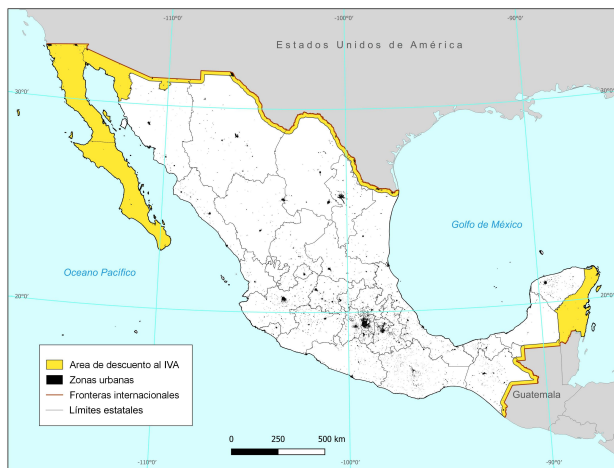 -110°0'
-100°0'
-90°0'
Estados Unidos de América
30°0'
30°0'
Golfo de México
Oceano Pacífico
20°0'
20°0'
Area de descuento al IVA
Zonas urbanas
Fronteras internacionales
Límites estatales
Guatemala
0 250 500 km
-110°0'
-100°0'
-90°0'